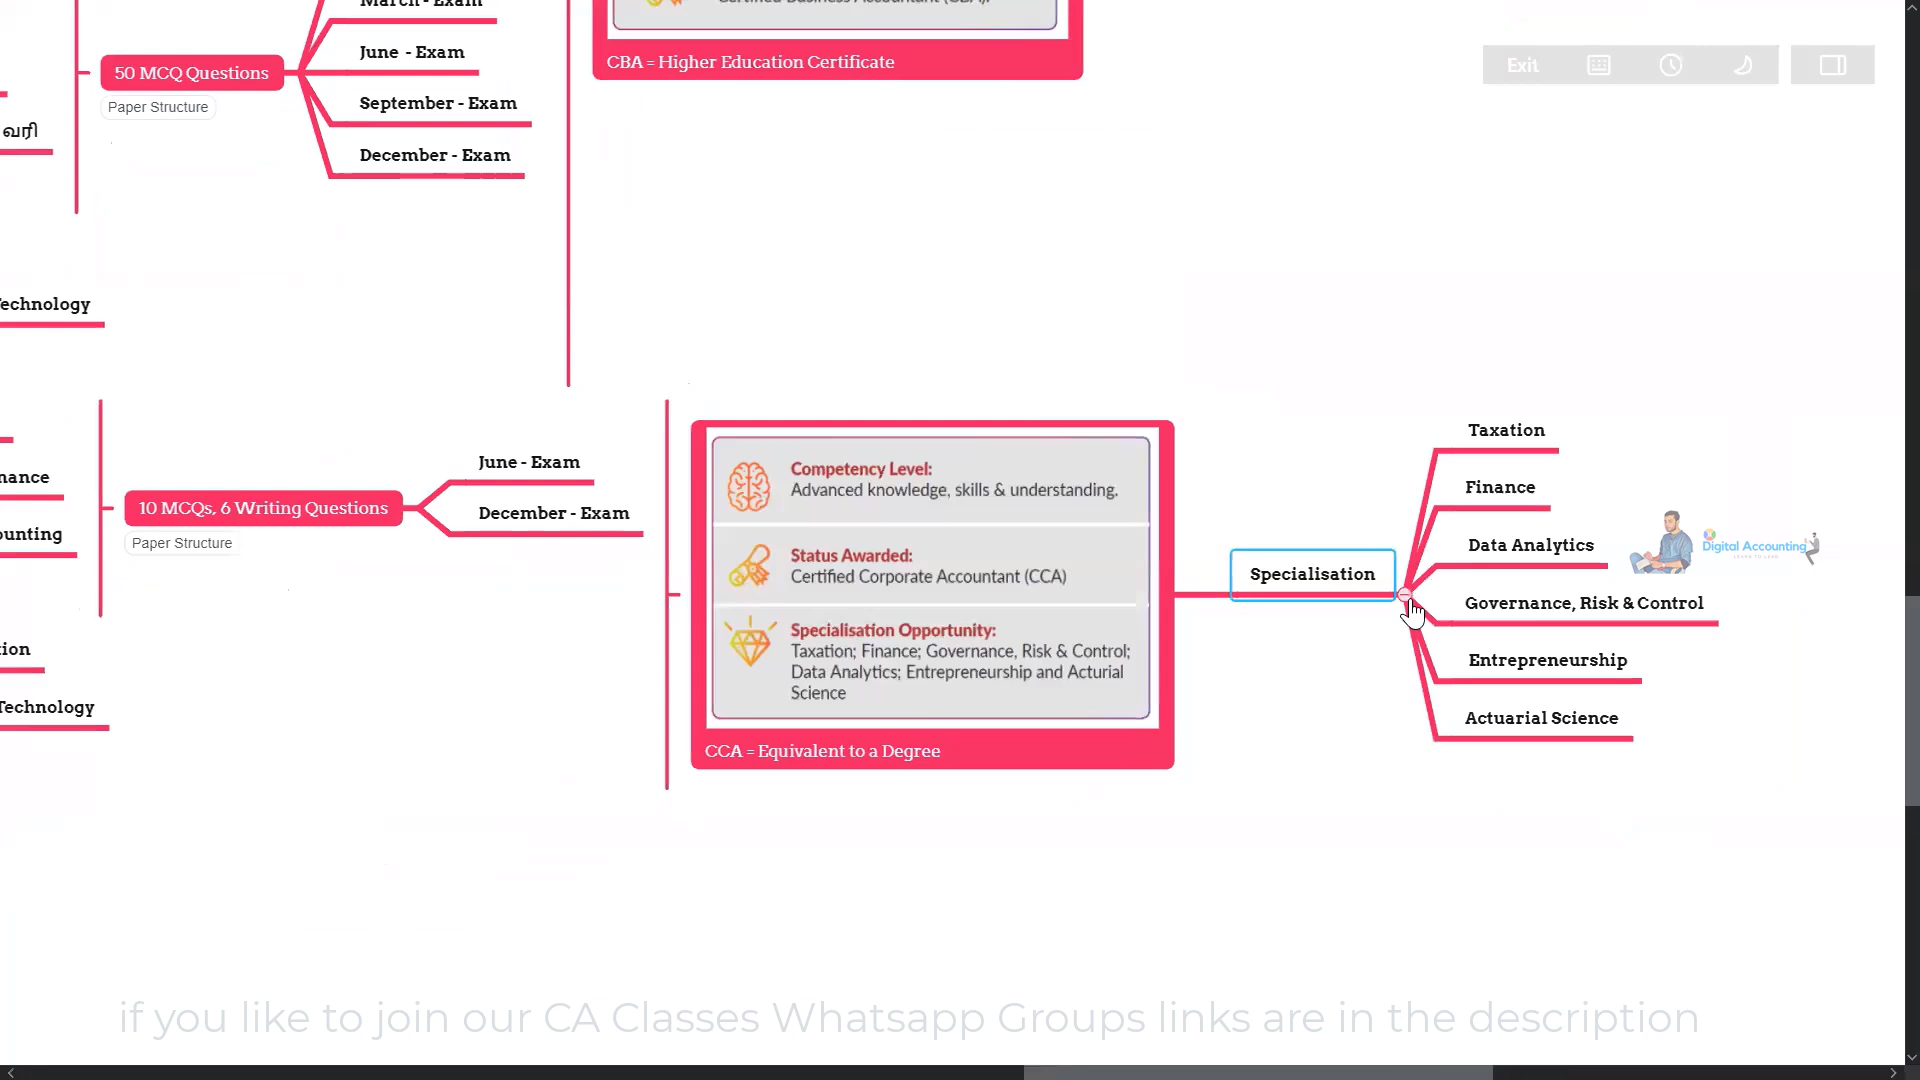 March - Exam
CBA = Higher Education Certificate
June - Exam
Exit
50 MCQ Questions
Paper Structure
September - Exam
வரி
December - Exam
Technology
Taxation
June - Exam
Competency Level:
Advanced knowledge, skills & understanding.
Finance
10 MCQs, 6 Writing Questions
December - Exam
Paper Structure
Data Analytics
Digital Accounting
Status Awarded:
Certified Corporate Accountant (CCA)
Specialisation
Governance, Risk & Control
Specialisation Opportunity:
Taxation; Finance; Governance, Risk & Control;
Data Analytics; Entrepreneurship and Acturial
Science
Entrepreneurship
Technology
Actuarial Science
CCA = Equivalent to a Degree
if you like to join our CA Classes Whatsapp Groups links are in the description